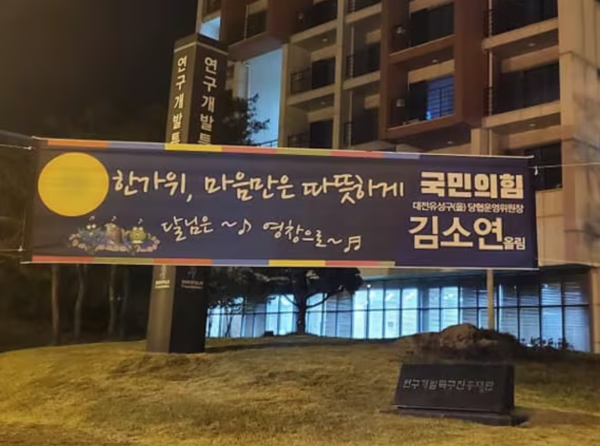 연구개발특
연구개발특
한가위, 마음만은 따뜻하게
달님은 ~♪ 영창으로~♬
국민의힘
대전유성구(을) 당협운영위원장
김소연올림
연구개발특구진흥재단